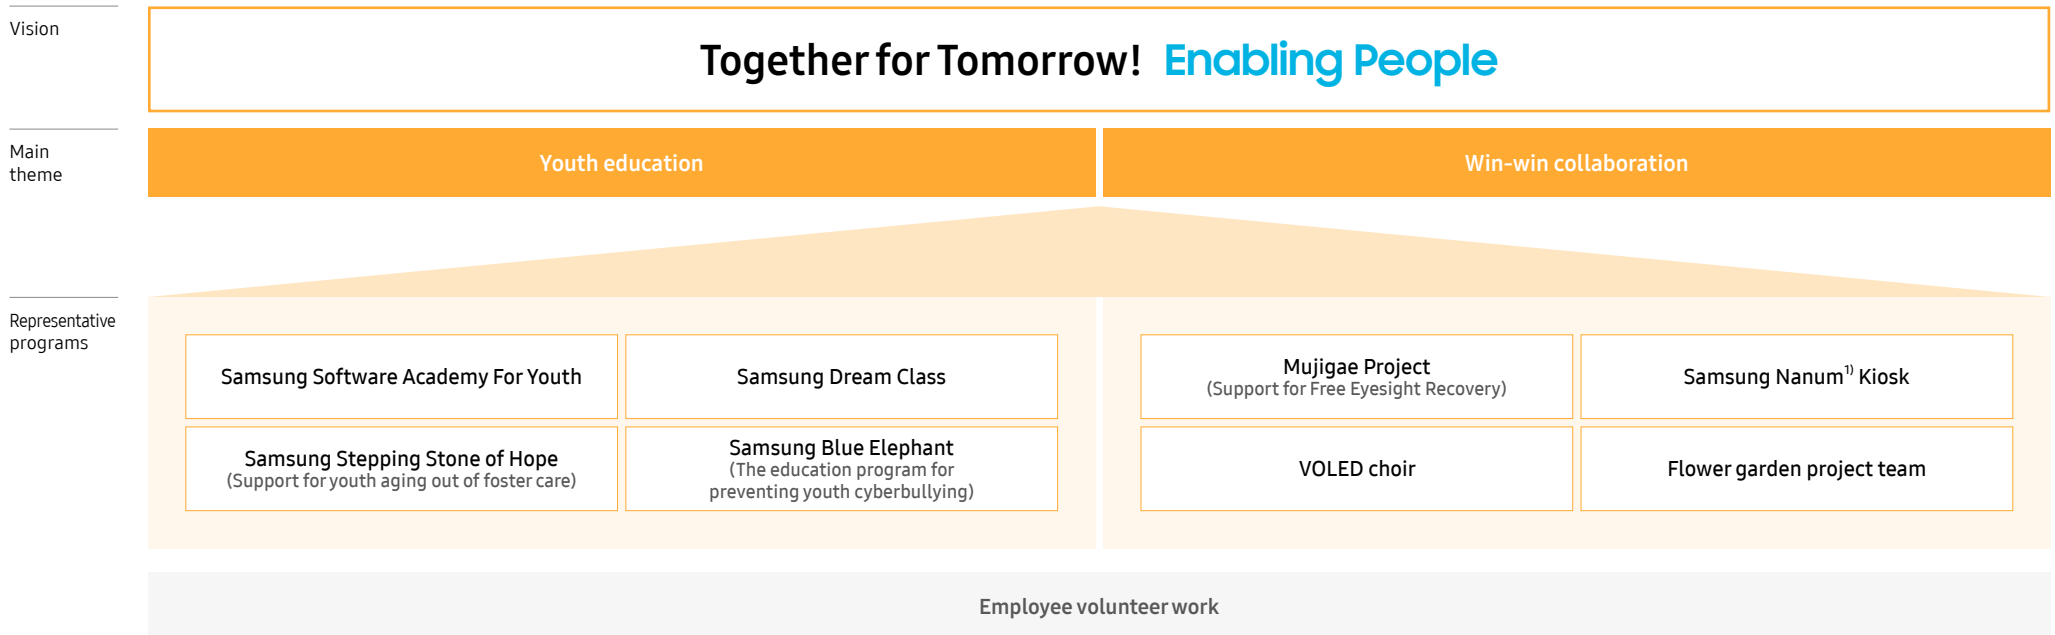 Vision
Together for Tomorrow! Enabling People
Main
theme
Youth education
Win-win collaboration
Representative
programs
Samsung Software Academy For Youth
Samsung Dream Class
Samsung Stepping Stone of Hope
(Support for youth aging out of foster care)
Samsung Blue Elephant
(The education program for
preventing youth cyberbullying)
Mujigae Project
(Support for Free Eyesight Recovery)
Samsung Nanum1) Kiosk
VOLED choir
Flower garden project team
Employee volunteer work